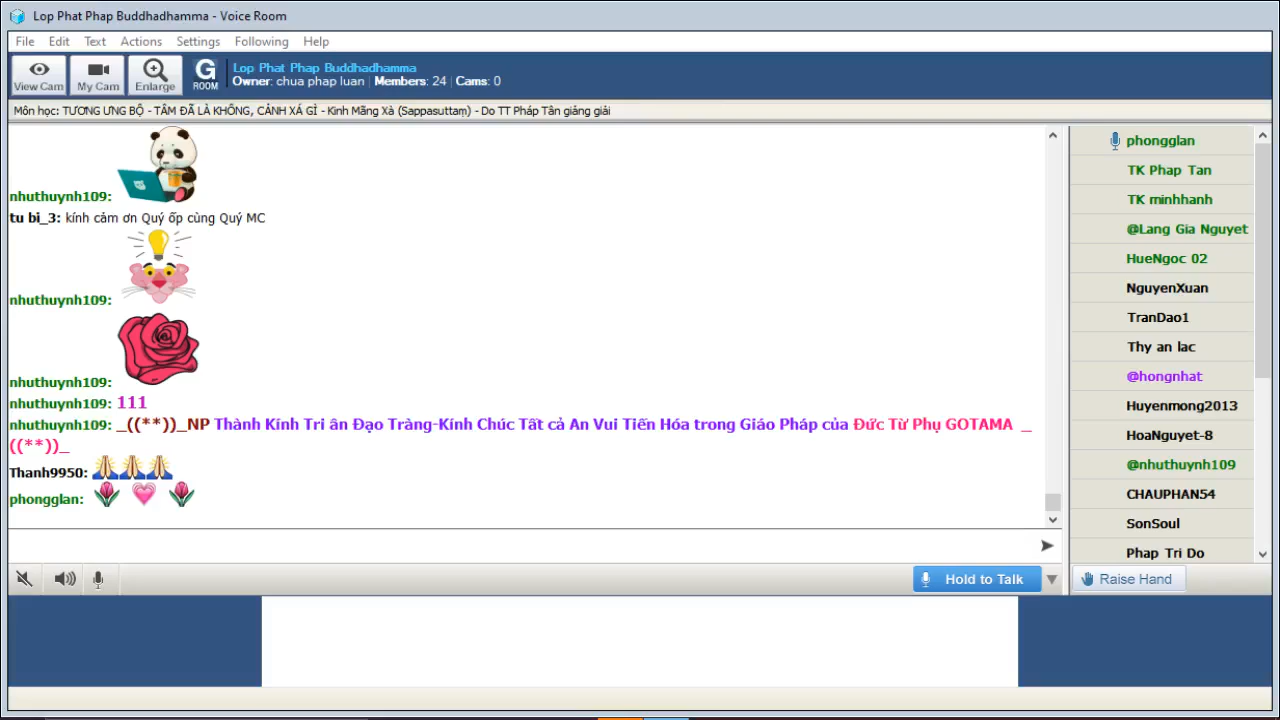 Lop Phat Phap Buddhadhamma - Voice Room
File Edit Text Actions Settings Following Help
View Cam My Cam Enlarge
G ROOM
Lop Phat Phap Buddhadhamma
Owner: chua phap luan | Members: 24 | Cams: 0
Môn học: TƯƠNG ƯNG BỘ - TÂM ĐÃ LÀ KHÔNG, CẢNH XÁ GÌ - Kinh Mãng Xà (Sappasuttaṃ) - Do TT Pháp Tân giảng giải
nhuthuynh109:
tu bi_3: kính cảm ơn Quý ốp cùng Quý MC
nhuthuynh109:
nhuthuynh109:
nhuthuynh109: 111
nhuthuynh109: _((**))_NP Thành Kính Tri ân Đạo Tràng-Kính Chúc Tất cả An Vui Tiến Hóa trong Giáo Pháp của Đức Từ Phụ GOTAMA _
((**))_
Thanh9950:
phongglan:
phongglan
TK Phap Tan
TK minhhanh
@Lang Gia Nguyet
HueNgoc 02
NguyenXuan
TranDao1
Thy an lac
@hongnhat
Huyenmong2013
HoaNguyet-8
@nhuthuynh109
CHAUPHAN54
SonSoul
Phap Tri Do
Hold to Talk
Raise Hand